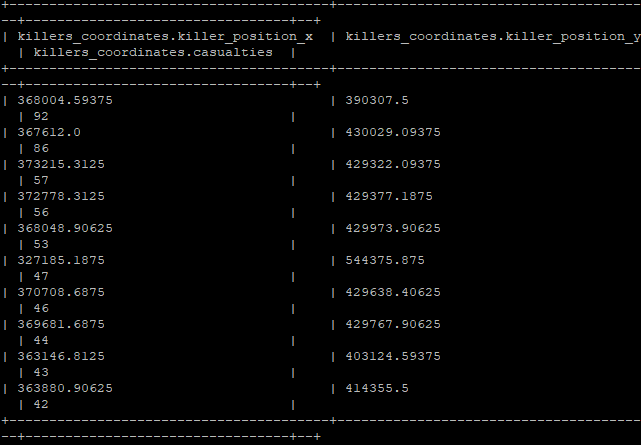 +----------------------------------------+--------------------------------------
--+---------------------------------+--+
| killers_coordinates.killer_position_x  | killers_coordinates.killer_position_y
  | killers_coordinates.casualties  |
+----------------------------------------+--------------------------------------
--+---------------------------------+--+
| 368004.59375                           | 390307.5
  | 92                              |
| 367612.0                               | 430029.09375
  | 86                              |
| 373215.3125                            | 429322.09375
  | 57                              |
| 372778.3125                            | 429377.1875
  | 56                              |
| 368048.90625                           | 429973.90625
  | 53                              |
| 327185.1875                            | 544375.875
  | 47                              |
| 370708.6875                            | 429638.40625
  | 46                              |
| 369681.6875                            | 429767.90625
  | 44                              |
| 363146.8125                            | 403124.59375
  | 43                              |
| 363880.90625                           | 414355.5
  | 42                              |
+----------------------------------------+--------------------------------------
--+---------------------------------+--+